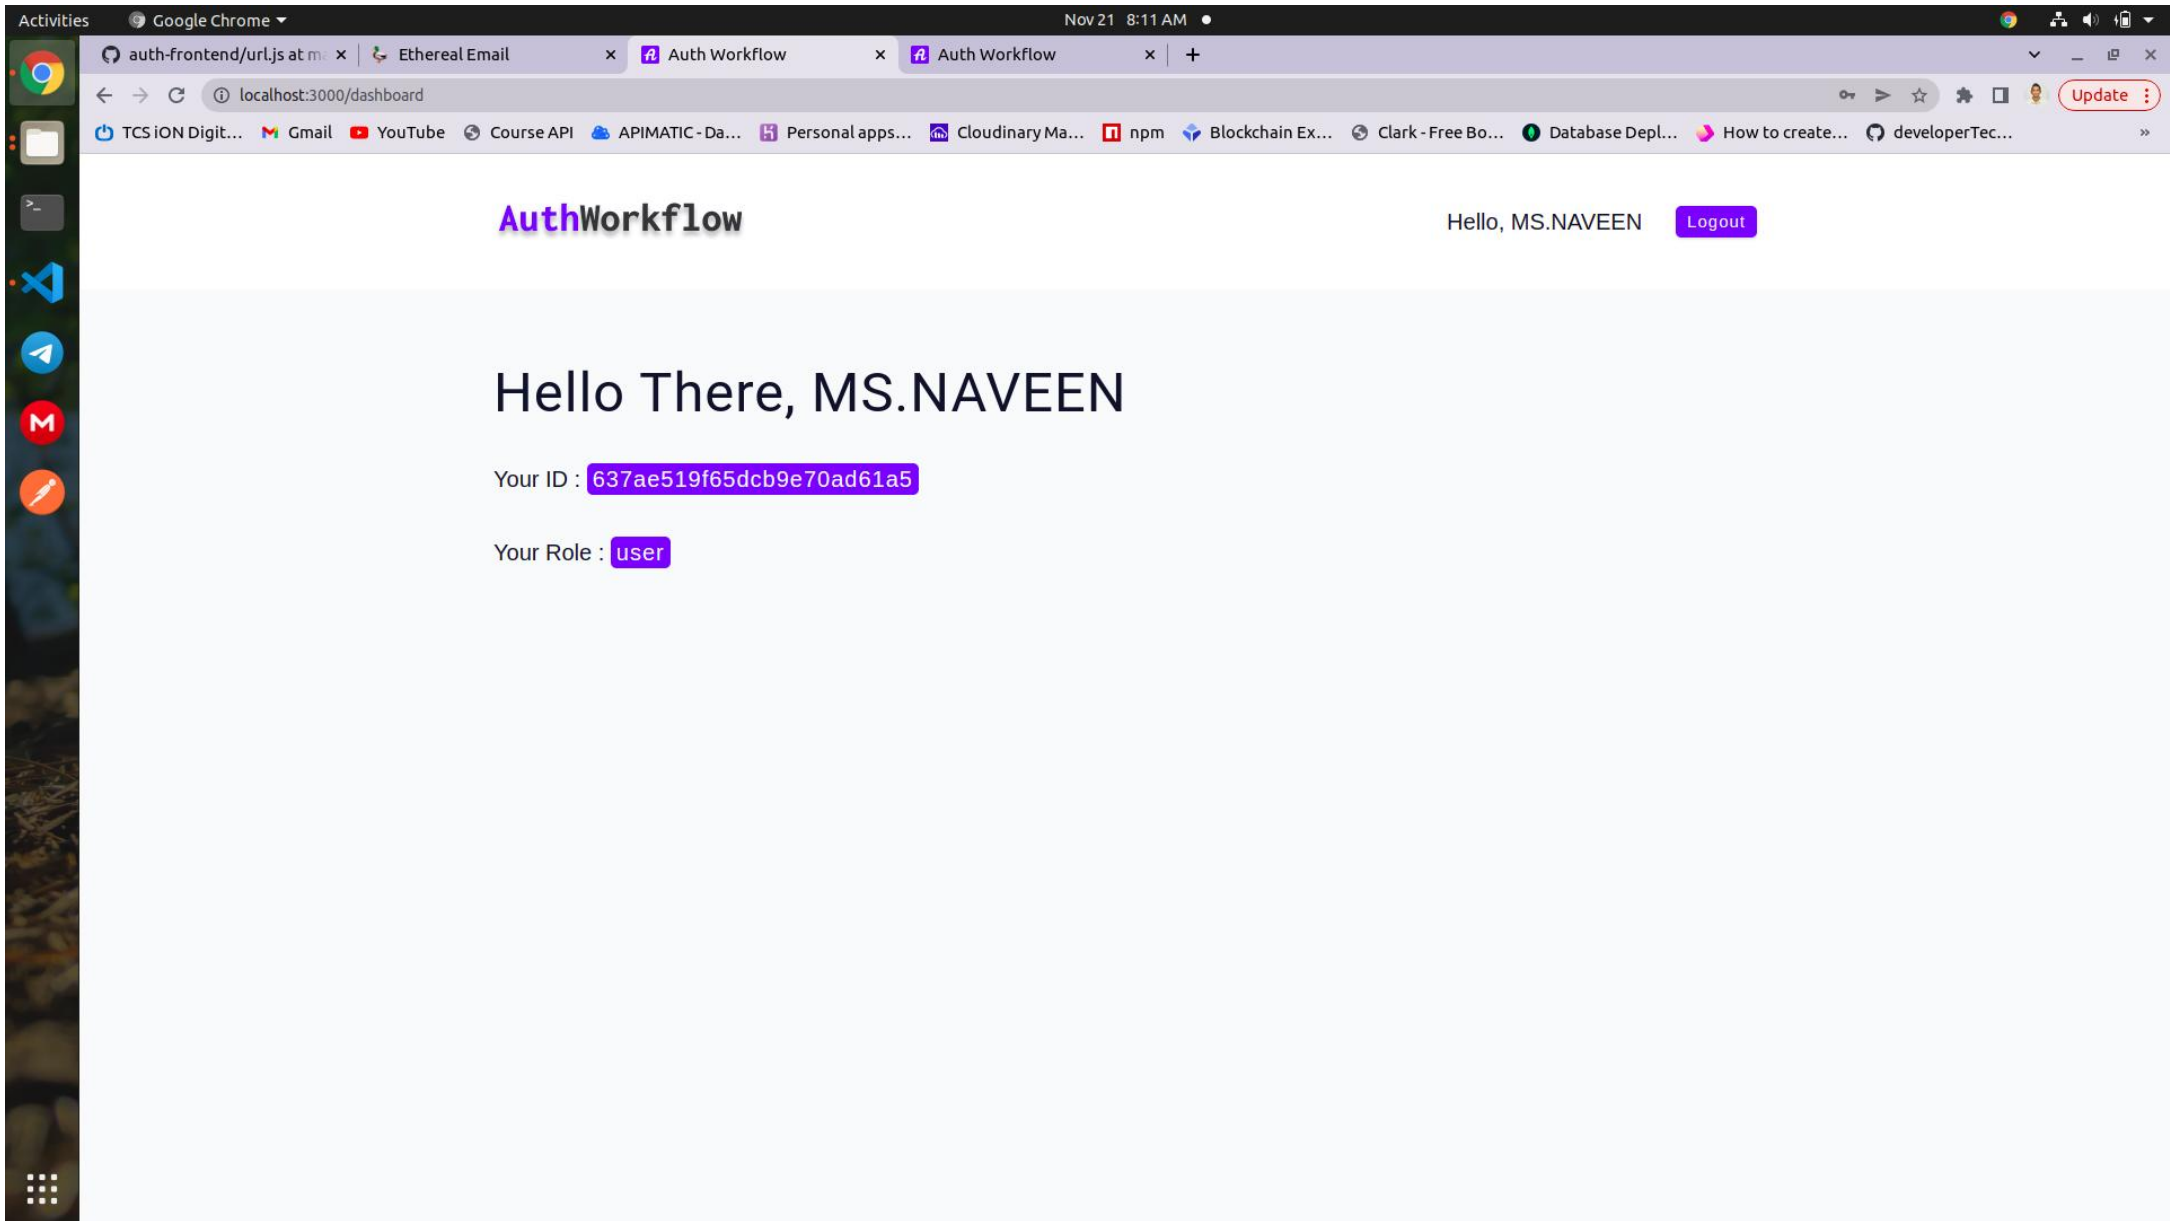 Activities Google Chrome Nov 21 8:11 AM
auth-frontend/url.js at ma Ethereal Email Auth Workflow Auth Workflow
localhost:3000/dashboard Update
TCS iON Digit… Gmail YouTube Course API APIMATIC - Da… Personal apps… Cloudinary Ma… npm Blockchain Ex… Clark - Free Bo… Database Depl… How to create… developerTec… »
AuthWorkflow Hello, MS.NAVEEN Logout
Hello There, MS.NAVEEN
Your ID : 637ae519f65dcb9e70ad61a5
Your Role : user